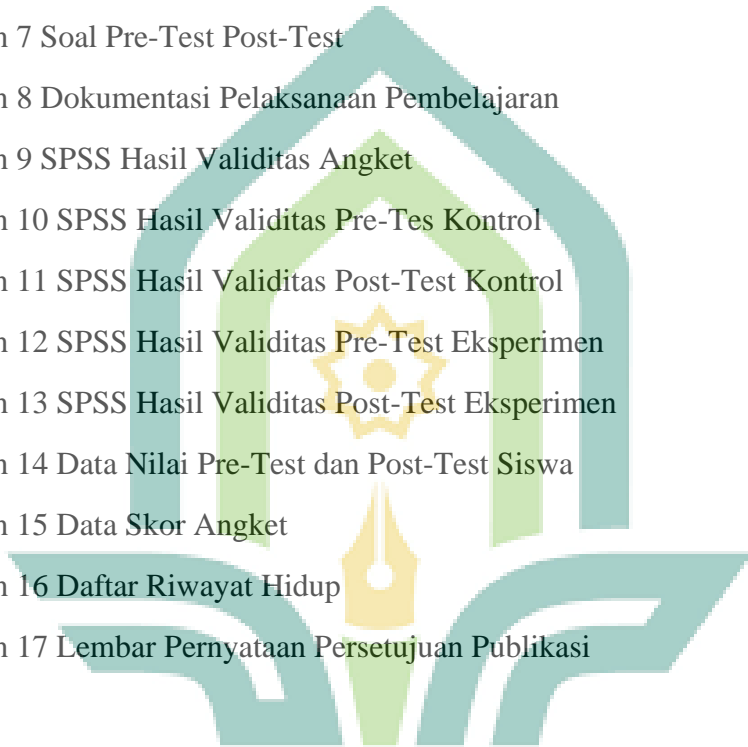 n 7 Soal Pre-Test Post-Test
n 8 Dokumentasi Pelaksanaan Pembelajaran
n 9 SPSS Hasil Validitas Angket
n 10 SPSS Hasil Validitas Pre-Tes Kontrol
n 11 SPSS Hasil Validitas Post-Test Kontrol
n 12 SPSS Hasil Validitas Pre-Test Eksperimen
n 13 SPSS Hasil Validitas Post-Test Eksperimen
n 14 Data Nilai Pre-Test dan Post-Test Siswa
n 15 Data Skor Angket
n 16 Daftar Riwayat Hidup
n 17 Lembar Pernyataan Persetujuan Publikasi